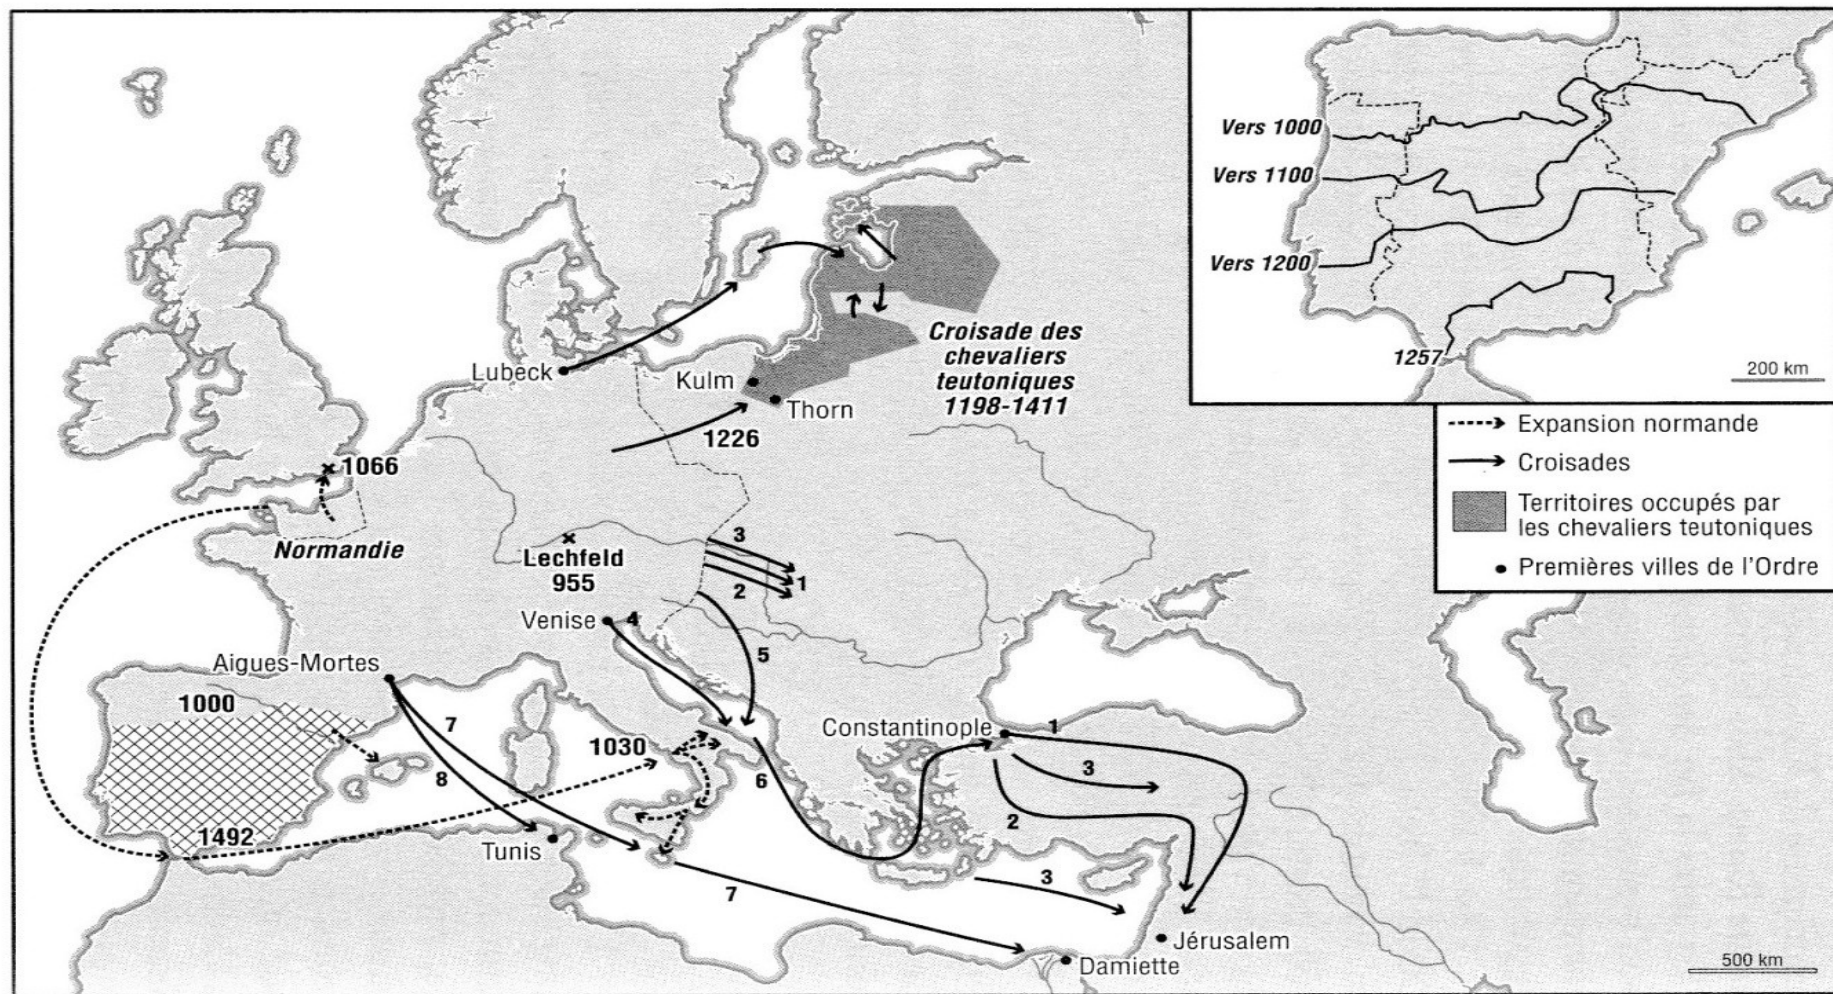 Vers 1000
Vers 1100
Vers 1200
1257
200 km
Expansion normande
Croisades
Territoires occupés par
les chevaliers teutoniques
Premières villes de l'Ordre
Croisade des
chevaliers
teutoniques
1198-1411
Lubeck
Kulm
Thorn
1226
1066
Normandie
Lechfeld
955
3
1
2
Venise
4
5
Aigues-Mortes
1000
7
8
1030
6
Constantinople
1
3
2
1492
Tunis
7
3
Jérusalem
Damiette
500 km